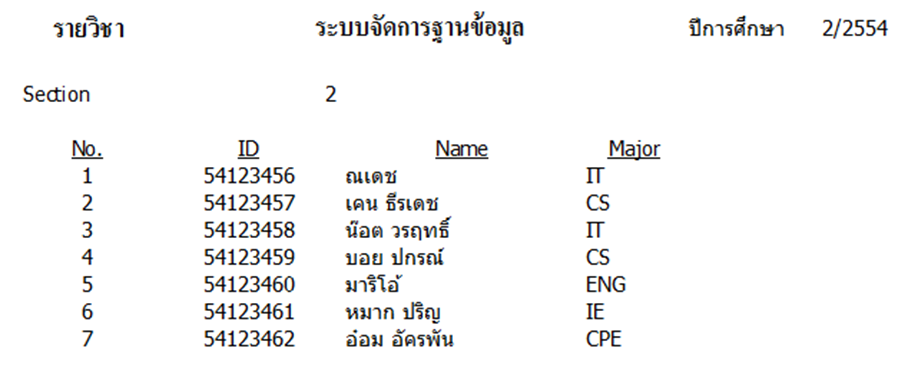 รายวิชา ระบบจัดการฐานข้อมูล ปีการศึกษา 2/2554
Section 2
No. ID Name Major
1 54123456 ณเดช IT
2 54123457 เคน ธีรเดช CS
3 54123458 น๊อต วรฤทธิ์ IT
4 54123459 บอย ปกรณ์ CS
5 54123460 มาริโอ้ ENG
6 54123461 หมาก ปริญ IE
7 54123462 อ๋อม อัครพัน CPE